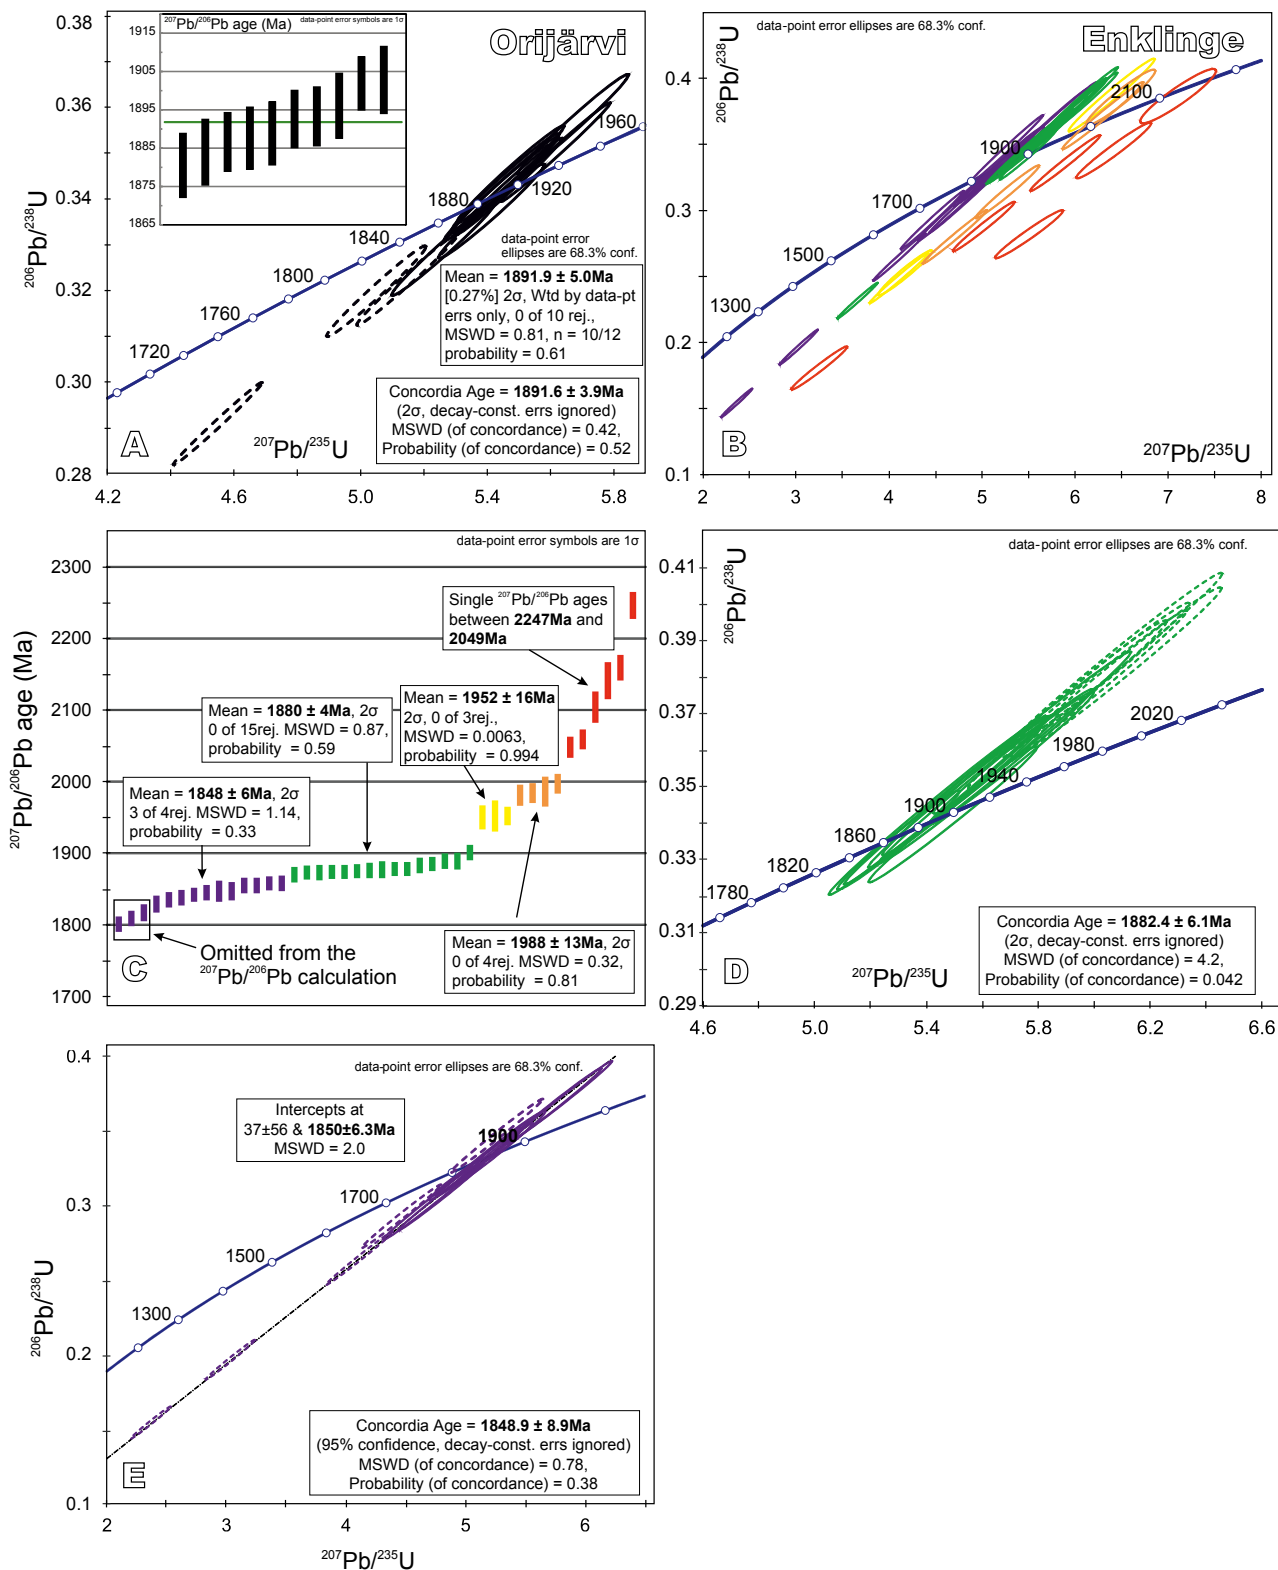 Orijärvi
0.38
0.36
0.34
0.32
0.30
0.28
²⁰⁶Pb/²³⁸U
²⁰⁷Pb/²⁰⁶Pb age (Ma)
data-point error symbols are 1σ
1915
1905
1895
1885
1875
1865
1720
1760
1800
1840
1880
1920
1960
data-point error
ellipses are 68.3% conf.
Mean = 1891.9 ± 5.0Ma
[0.27%] 2σ, Wtd by data-pt
errs only, 0 of 10 rej.,
MSWD = 0.81, n = 10/12
probability = 0.61
Concordia Age = 1891.6 ± 3.9Ma
(2σ, decay-const. errs ignored)
MSWD (of concordance) = 0.42,
Probability (of concordance) = 0.52
A
²⁰⁷Pb/²³⁵U
4.2
4.6
5.0
5.4
5.8
data-point error ellipses are 68.3% conf.
Enklinge
²⁰⁶Pb/²³⁸U
0.4
0.3
0.2
0.1
1300
1500
1700
1900
2100
B
²⁰⁷Pb/²³⁵U
2
3
4
5
6
7
8
data-point error symbols are 1σ
²⁰⁷Pb/²⁰⁶Pb age (Ma)
2300
2200
2100
2000
1900
1800
1700
Single ²⁰⁷Pb/²⁰⁶Pb ages
between 2247Ma and
2049Ma
Mean = 1952 ± 16Ma
2σ, 0 of 3rej.,
MSWD = 0.0063,
probability = 0.994
Mean = 1880 ± 4Ma, 2σ
0 of 15rej. MSWD = 0.87,
probability = 0.59
Mean = 1848 ± 6Ma, 2σ
3 of 4rej. MSWD = 1.14,
probability = 0.33
Mean = 1988 ± 13Ma, 2σ
0 of 4rej. MSWD = 0.32,
probability = 0.81
Omitted from the
²⁰⁷Pb/²⁰⁶Pb calculation
C
data-point error ellipses are 68.3% conf.
²⁰⁶Pb/²³⁸U
0.41
0.39
0.37
0.35
0.33
0.31
0.29
1780
1820
1860
1900
1940
1980
2020
Concordia Age = 1882.4 ± 6.1Ma
(2σ, decay-const. errs ignored)
MSWD (of concordance) = 4.2,
Probability (of concordance) = 0.042
D
²⁰⁷Pb/²³⁵U
4.6
5.0
5.4
5.8
6.2
6.6
data-point error ellipses are 68.3% conf.
²⁰⁶Pb/²³⁸U
0.4
0.3
0.2
0.1
Intercepts at
37±56 & 1850±6.3Ma
MSWD = 2.0
1300
1500
1700
1900
Concordia Age = 1848.9 ± 8.9Ma
(95% confidence, decay-const. errs ignored)
MSWD (of concordance) = 0.78,
Probability (of concordance) = 0.38
E
2
3
4
5
6
²⁰⁷Pb/²³⁵U